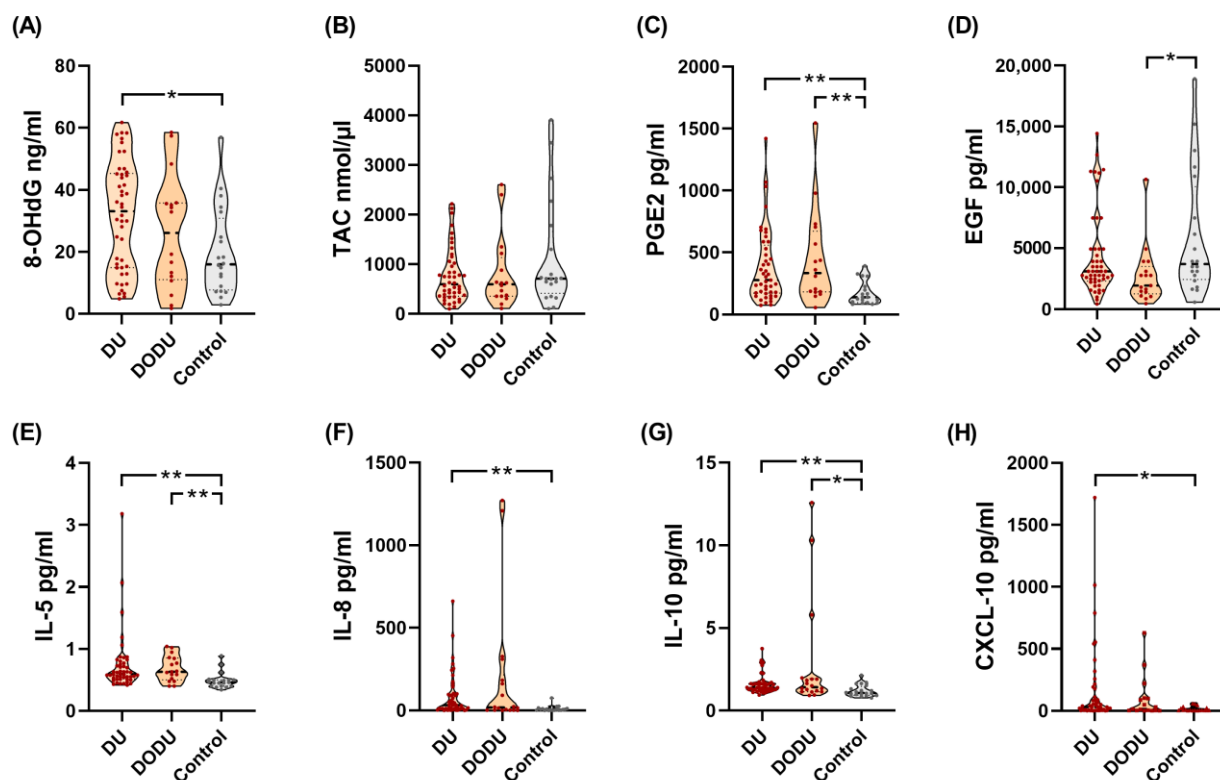 (A)
8-OHdG ng/ml
80
60
40
20
0
*
DU
DODU
Control
(B)
TAC nmol/µl
5000
4000
3000
2000
1000
0
DU
DODU
Control
(C)
PGE2 pg/ml
2000
1500
1000
500
0
**
**
DU
DODU
Control
(D)
EGF pg/ml
20,000
15,000
10,000
5000
0
*
DU
DODU
Control
(E)
IL-5 pg/ml
4
3
2
1
0
**
**
DU
DODU
Control
(F)
IL-8 pg/ml
1500
1000
500
0
**
DU
DODU
Control
(G)
IL-10 pg/ml
15
10
5
0
**
*
DU
DODU
Control
(H)
CXCL-10 pg/ml
2000
1500
1000
500
0
*
DU
DODU
Control